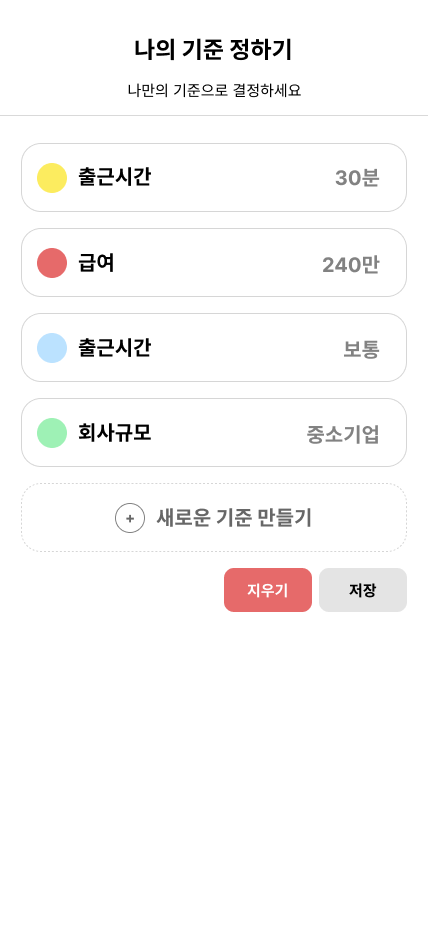 나의 기준 정하기
나만의 기준으로 결정하세요
출근시간 30분
급여 240만
출근시간 보통
회사규모 중소기업
+ 새로운 기준 만들기
지우기 저장